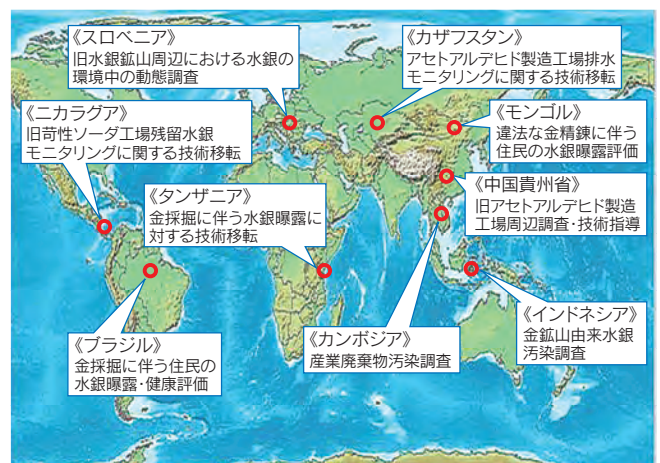 《スロベニア》
旧水銀鉱山周辺における水銀の
環境中の動態調査
《カザフスタン》
アセトアルデヒド製造工場排水
モニタリングに関する技術移転
《ニカラグア》
旧苛性ソーダ工場残留水銀
モニタリングに関する技術移転
《モンゴル》
違法な金精錬に伴う
住民の水銀曝露評価
《タンザニア》
金採掘に伴う水銀曝露に
対する技術移転
《中国貴州省》
旧アセトアルデヒド製造
工場周辺調査・技術指導
《ブラジル》
金採掘に伴う住民の
水銀曝露・健康評価
《カンボジア》
産業廃棄物汚染調査
《インドネシア》
金鉱山由来水銀
汚染調査